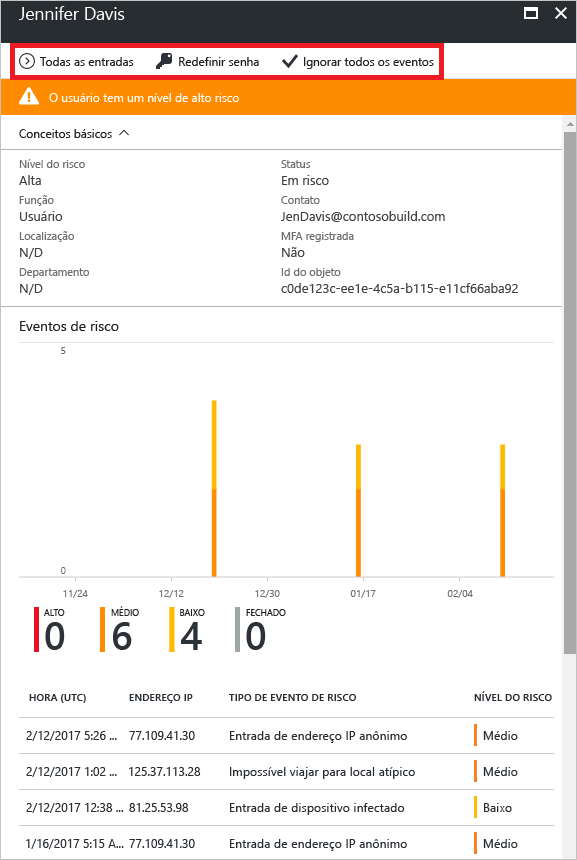 Jennifer Davis
Todas as entradas Redefinir senha Ignorar todos os eventos
O usuário tem um nível de alto risco
Conceitos básicos
Nível do risco Status
Alta Em risco
Função Contato
Usuário JenDavis@contosobuild.com
Localização MFA registrada
N/D Não
Departamento Id do objeto
N/D c0de123c-ee1e-4c5a-b115-e11cf66aba92
Eventos de risco
5
0
11/24 12/12 12/30 01/17 02/04
ALTO MÉDIO BAIXO FECHADO
0 6 4 0
HORA (UTC) ENDEREÇO IP TIPO DE EVENTO DE RISCO NÍVEL DO RISCO
2/12/2017 5:26 ... 77.109.41.30 Entrada de endereço IP anônimo Médio
2/12/2017 1:02 ... 125.37.113.28 Impossível viajar para local atípico Médio
2/12/2017 12:38 ... 81.25.53.98 Entrada de dispositivo infectado Baixo
1/16/2017 5:15 A... 77.109.41.30 Entrada de endereço IP anônimo Médio